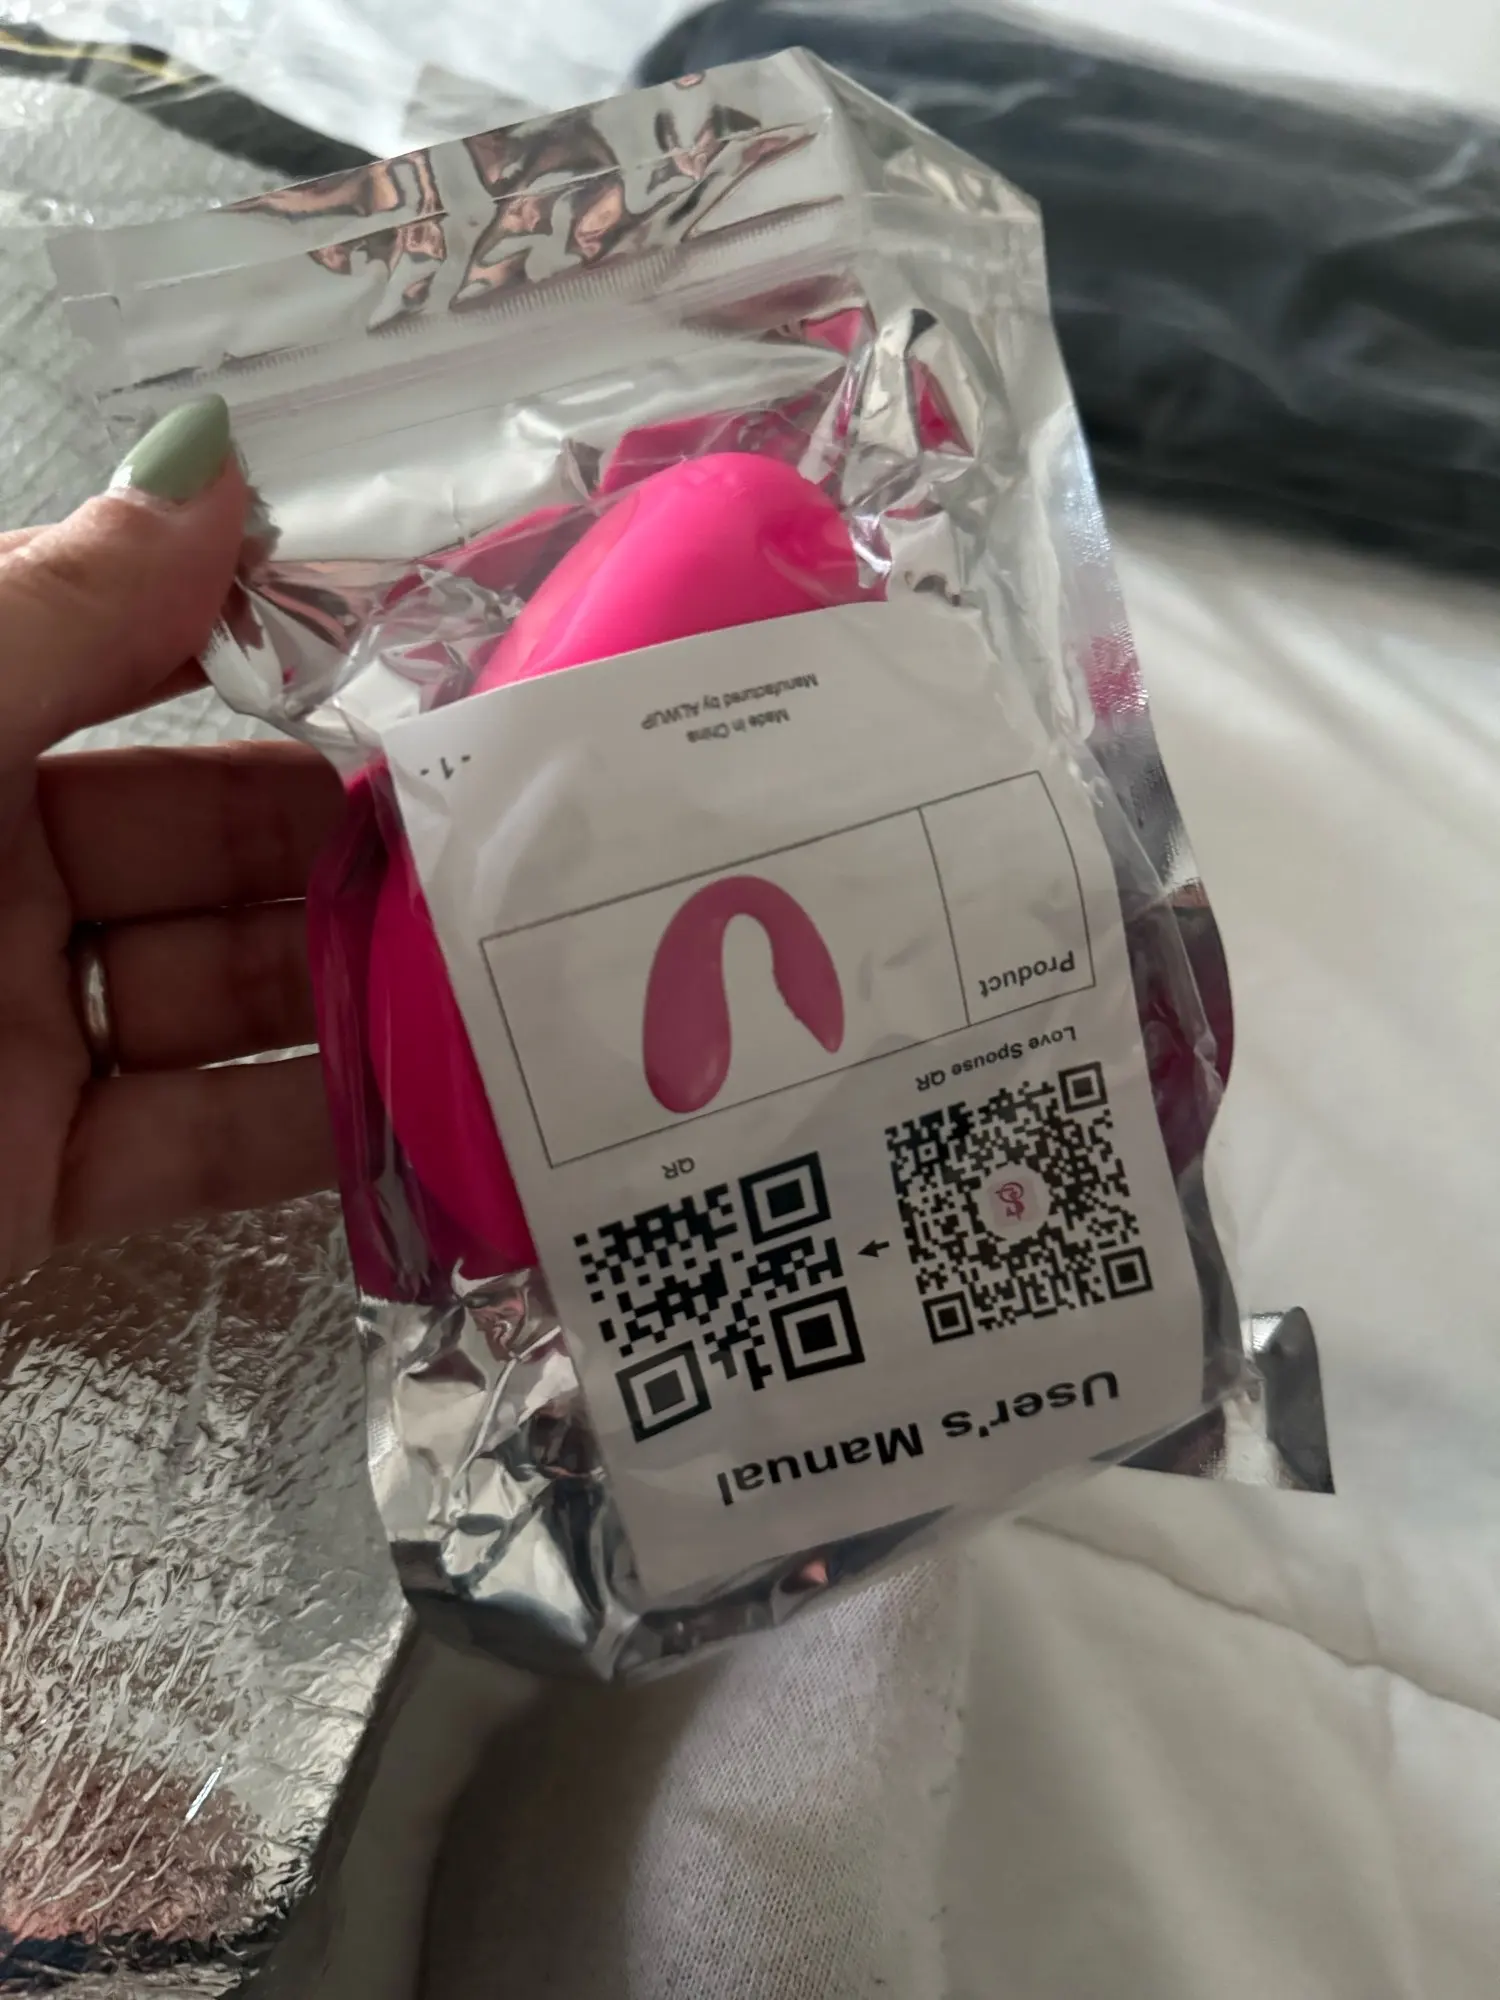 User's Manual
Love Spouse QR
QR
Product
- 1 -
Made in China
Manufactured by ALWUP